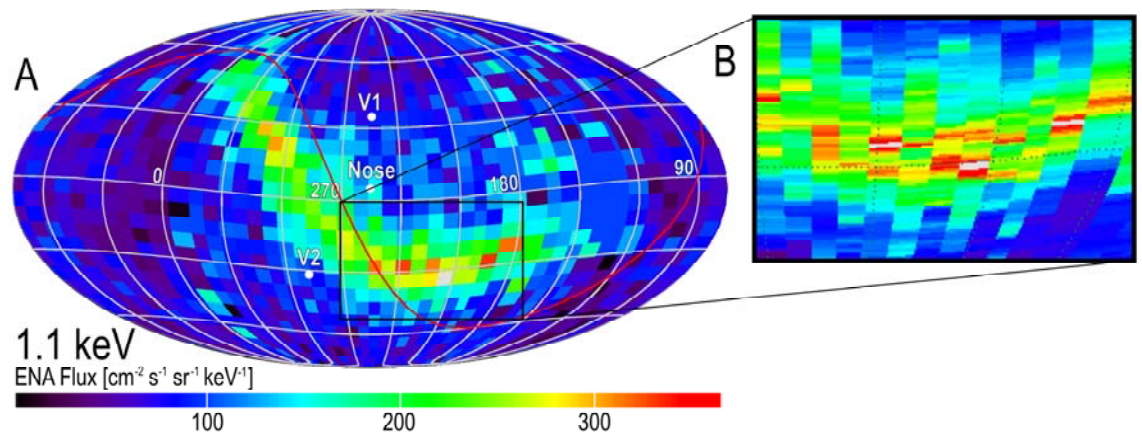 A
B
V1
Nose
0
270
180
90
V2
1.1 keV
ENA Flux [cm⁻² s⁻¹ sr⁻¹ keV⁻¹]
100 200 300